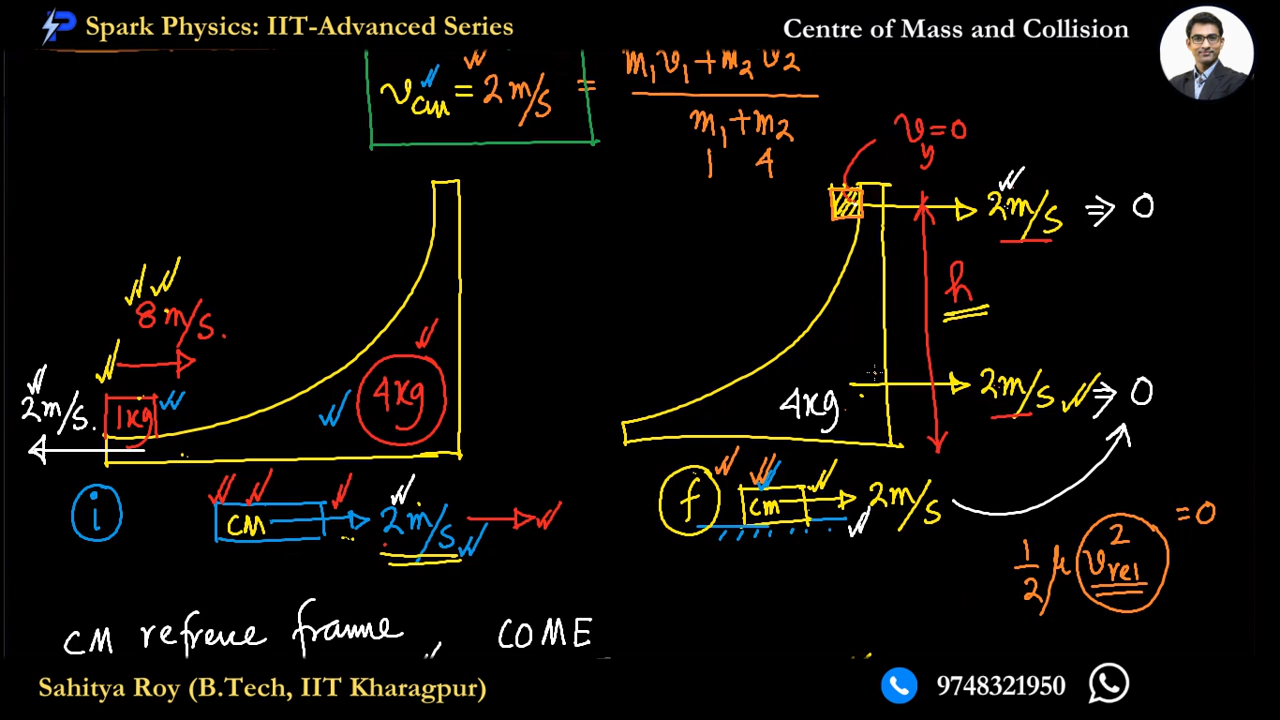 Spark Physics: IIT-Advanced Series
Centre of Mass and Collision
v_cm = 2 m/s = (m₁v₁ + m₂v₂) / (m₁ + m₂)
1 4
v_y = 0
2 m/s ⇒ 0
8 m/s.
h
2 m/s.
1kg
4kg
4kg
2 m/s ⇒ 0
i
CM
2 m/s
f
cm
2 m/s
1/2 μ v²_rel = 0
CM refrence frame, COME
Sahitya Roy (B.Tech, IIT Kharagpur)
9748321950